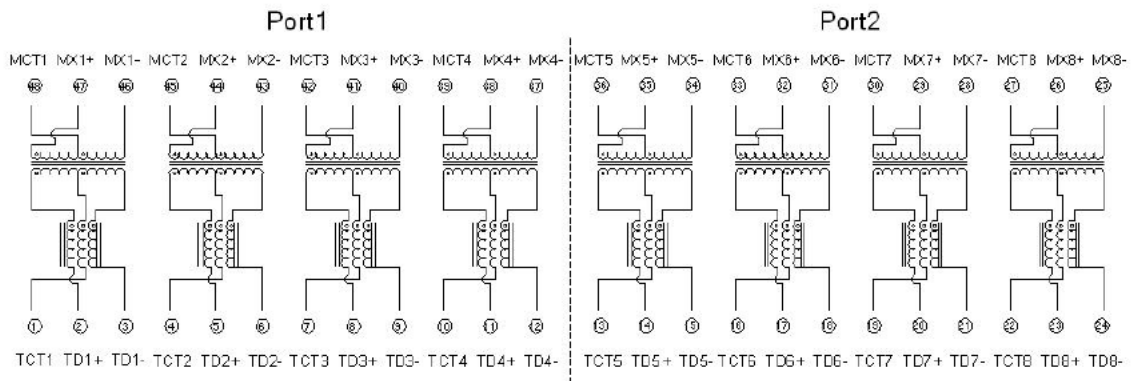 Port1 Port2
MCT1 MX1+ MX1- MCT2 MX2+ MX2- MCT3 MX3+ MX3- MCT4 MX4+ MX4- MCT5 MX5+ MX5- MCT6 MX6+ MX6- MCT7 MX7+ MX7- MCT8 MX8+ MX8-
48 47 46 45 44 43 42 41 40 39 38 37 36 35 34 33 32 31 30 29 28 27 26 25
1 2 3 4 5 6 7 8 9 10 11 12 13 14 15 16 17 18 19 20 21 22 23 24
TCT1 TD1+ TD1- TCT2 TD2+ TD2- TCT3 TD3+ TD3- TCT4 TD4+ TD4- TCT5 TD5+ TD5- TCT6 TD6+ TD6- TCT7 TD7+ TD7- TCT8 TD8+ TD8-